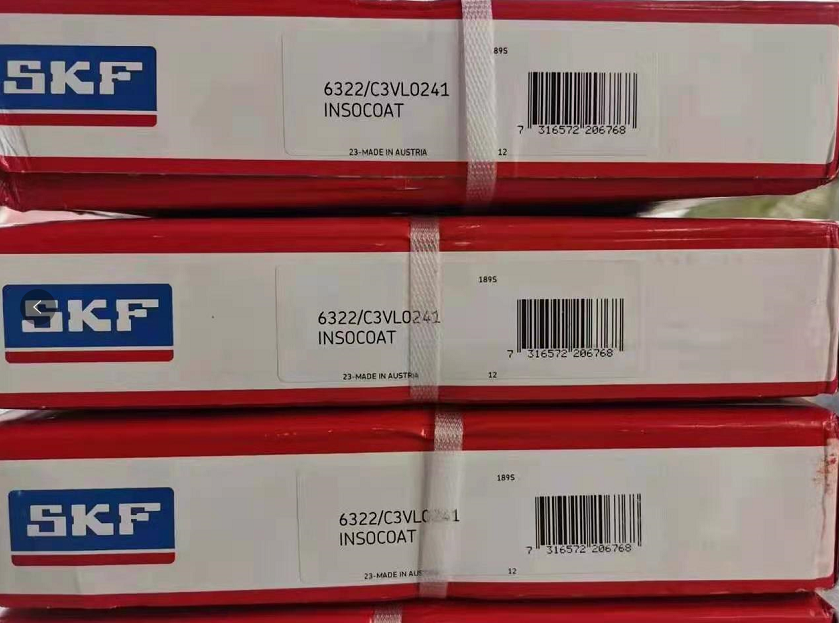 SKF
1895
6322/C3VL0241
INSOCOAT
7 316572 206768
23-MADE IN AUSTRIA
12
SKF
1895
6322/C3VL0241
INSOCOAT
7 316572 206768
23-MADE IN AUSTRIA
12
SKF
1895
6322/C3VL0241
INSOCOAT
7 316572 206768
23-MADE IN
12